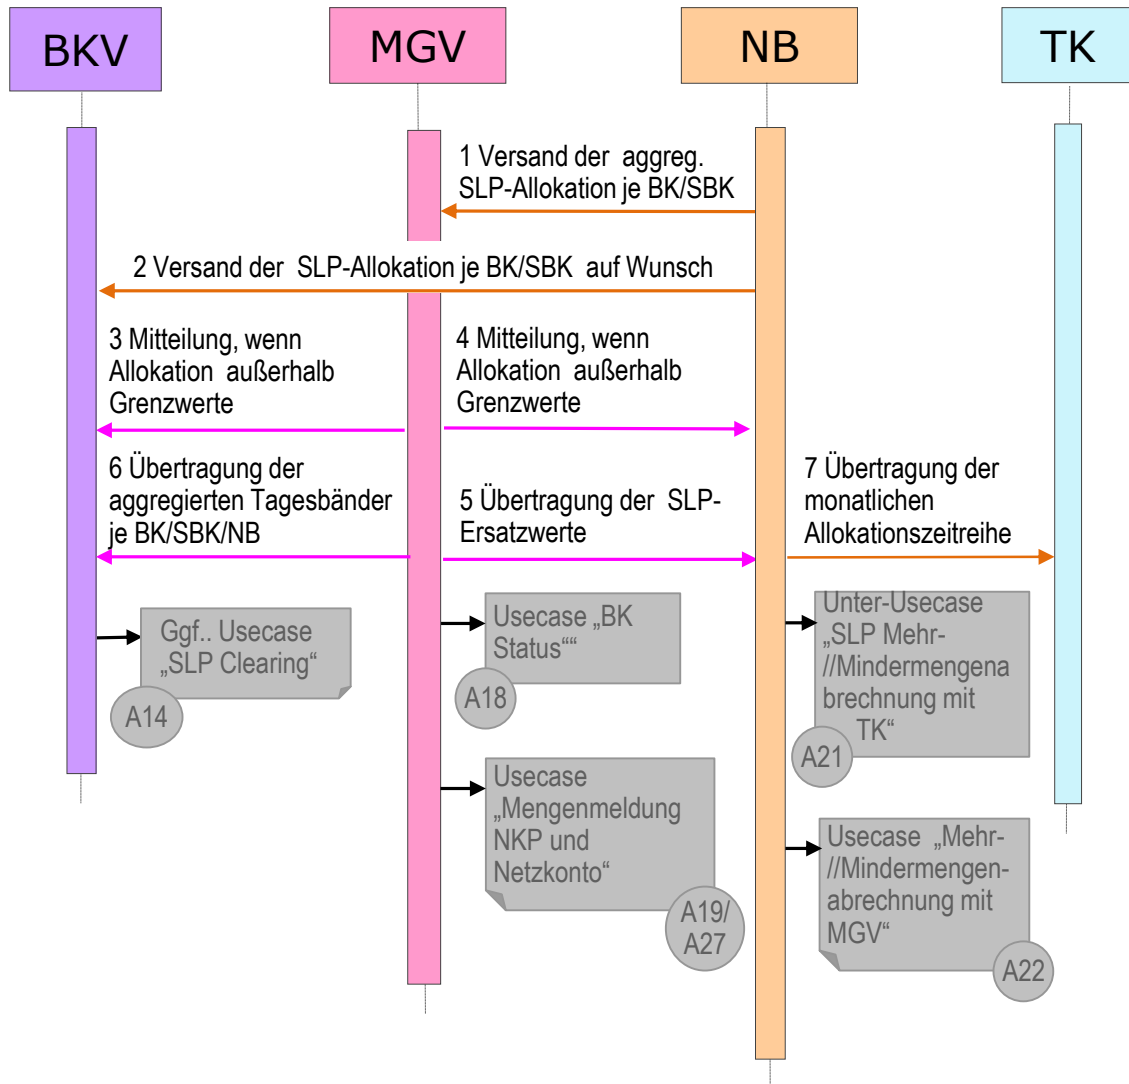 BKV
MGV
NB
TK
1 Versand der aggreg.
SLP-Allokation je BK/SBK
2 Versand der SLP-Allokation je BK/SBK auf Wunsch
3 Mitteilung, wenn
Allokation außerhalb
Grenzwerte
4 Mitteilung, wenn
Allokation außerhalb
Grenzwerte
6 Übertragung der
aggregierten Tagesbänder
je BK/SBK/NB
5 Übertragung der SLP-
Ersatzwerte
7 Übertragung der
monatlichen
Allokationszeitreihe
Ggf.. Usecase
„SLP Clearing“
A14
Usecase „BK
Status““
A18
Unter-Usecase
„SLP Mehr-
//Mindermengena
brechnung mit
TK“
A21
Usecase
„Mengenmeldung
NKP und
Netzkonto“
A19/
A27
Usecase „Mehr-
//Mindermengen-
abrechnung mit
MGV“
A22